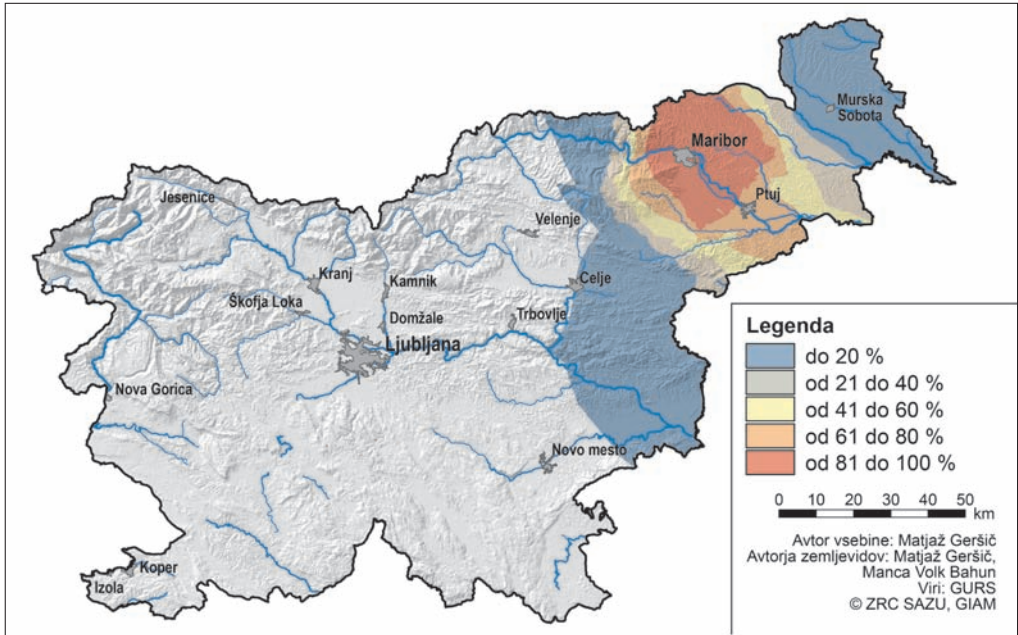 Murska
Sobota
Maribor
Jesenice
Ptuj
Velenje
Kranj
Kamnik
Celje
Škofja Loka
Domžale
Trbovlje
Ljubljana
Nova Gorica
Novo mesto
Koper
Izola
Legenda
do 20 %
od 21 do 40 %
od 41 do 60 %
od 61 do 80 %
od 81 do 100 %
0 10 20 30 40 50
km
Avtor vsebine: Matjaž Geršič
Avtorja zemljevidov: Matjaž Geršič,
Manca Volk Bahun
Viri: GURS
© ZRC SAZU, GIAM